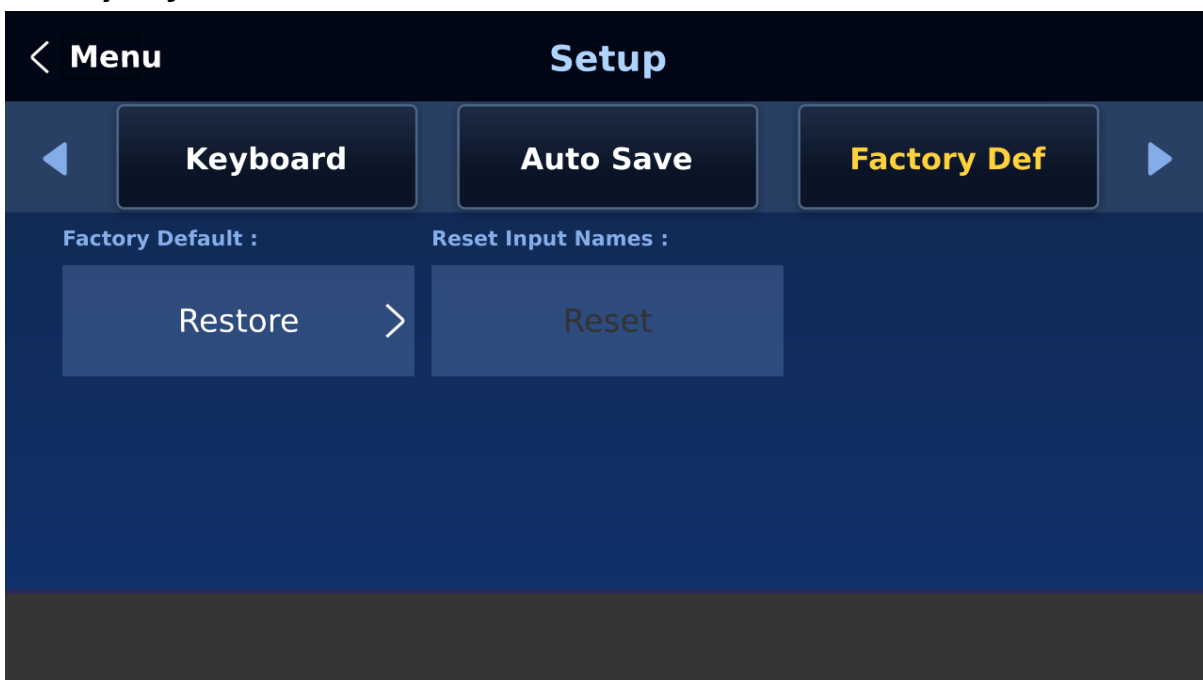 Menu
Setup
Keyboard
Auto Save
Factory Def
Factory Default :
Reset Input Names :
Restore
Reset